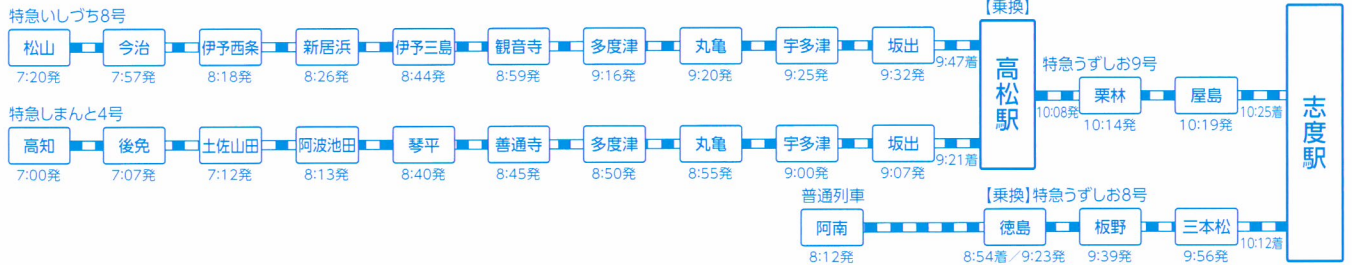 特急いしづち8号
松山 今治 伊予西条 新居浜 伊予三島 観音寺 多度津 丸亀 宇多津 坂出
7:20発 7:57発 8:18発 8:26発 8:44発 8:59発 9:16発 9:20発 9:25発 9:32発 9:47着
【乗換】
高松駅
特急うずしお9号
栗林 屋島
10:08発 10:14発 10:19発 10:25着
志度駅
特急しまんと4号
高知 後免 土佐山田 阿波池田 琴平 善通寺 多度津 丸亀 宇多津 坂出
7:00発 7:07発 7:12発 8:13発 8:40発 8:45発 8:50発 8:55発 9:00発 9:07発 9:21着
普通列車 【乗換】特急うずしお8号
阿南 徳島 板野 三本松
8:12発 8:54着/9:23発 9:39発 9:56発 10:12着